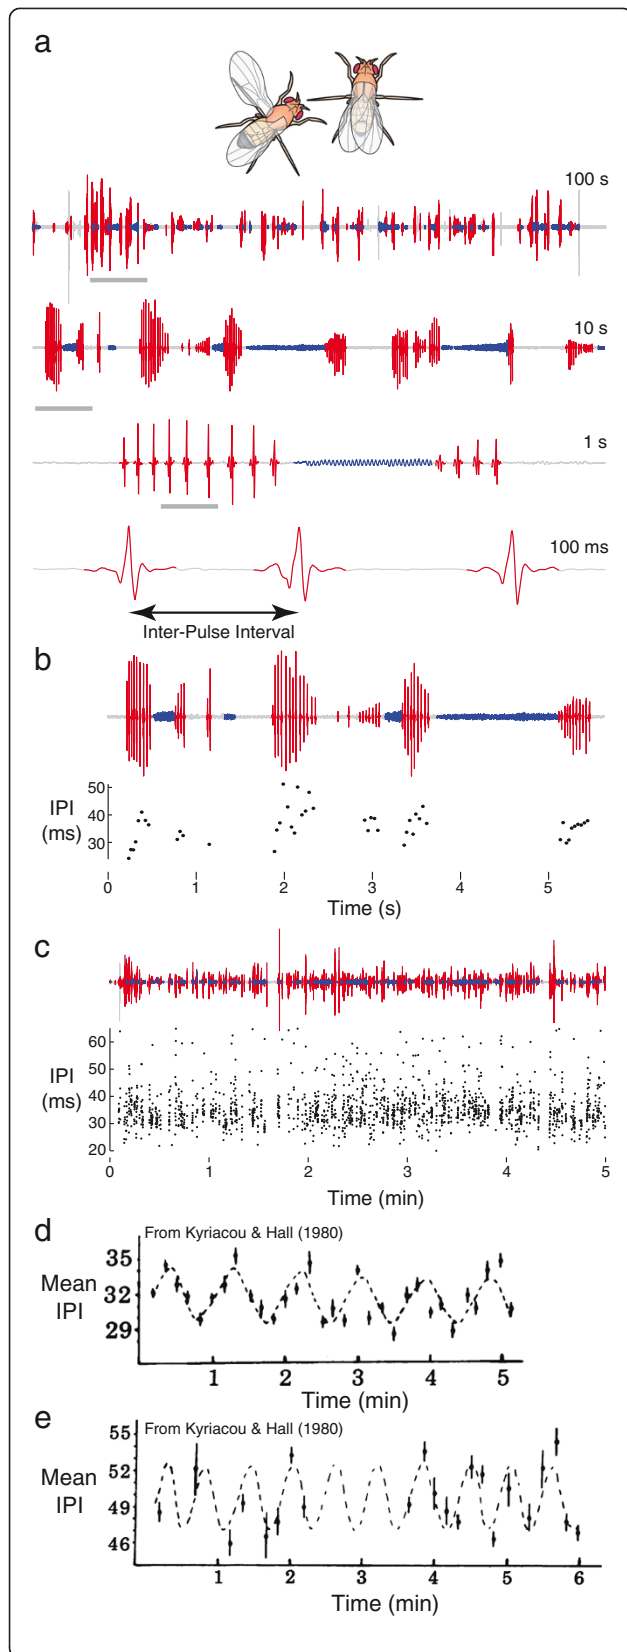 a
100 s
10 s
1 s
100 ms
Inter-Pulse Interval
b
50
40
30
IPI
(ms)
0 1 2 3 4 5
Time (s)
c
60
50
40
30
20
IPI
(ms)
0 1 2 3 4 5
Time (min)
d
From Kyriacou & Hall (1980)
35
32
29
Mean
IPI
1 2 3 4 5
Time (min)
e
From Kyriacou & Hall (1980)
55
52
49
46
Mean
IPI
1 2 3 4 5 6
Time (min)